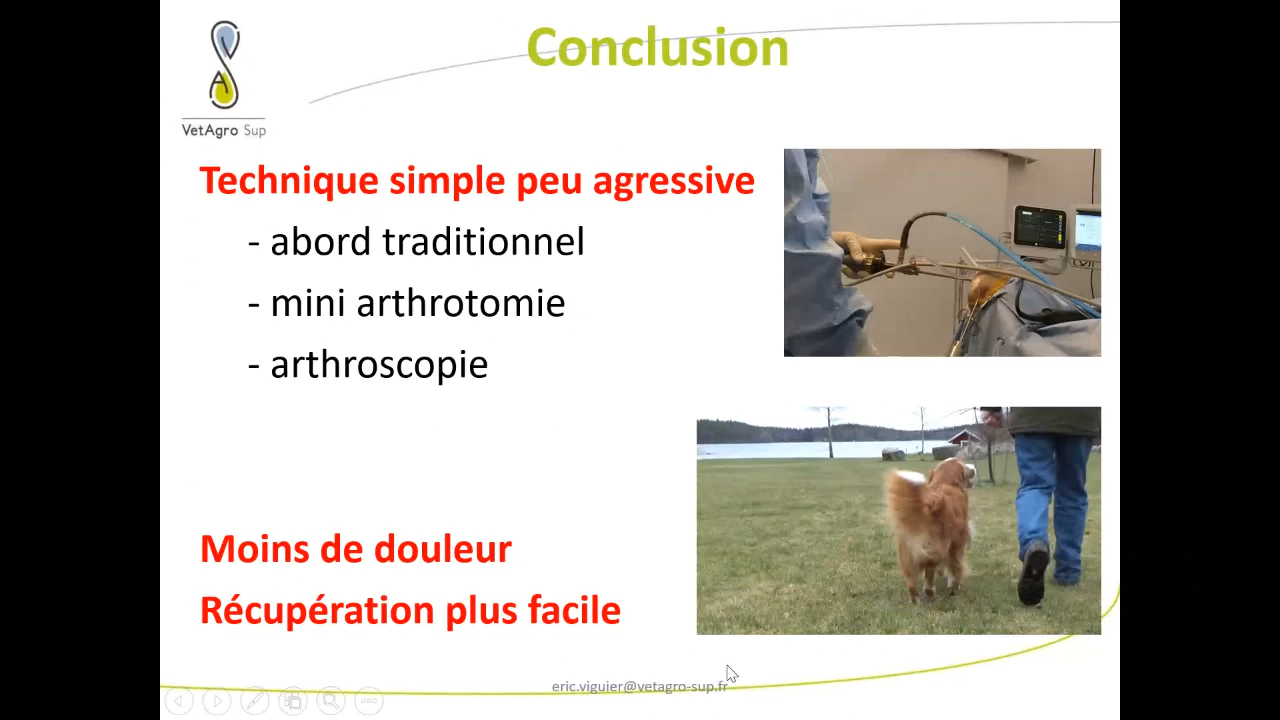 Conclusion
VetAgro Sup
Technique simple peu agressive
- abord traditionnel
- mini arthrotomie
- arthroscopie
Moins de douleur
Récupération plus facile
eric.viguier@vetagro-sup.fr